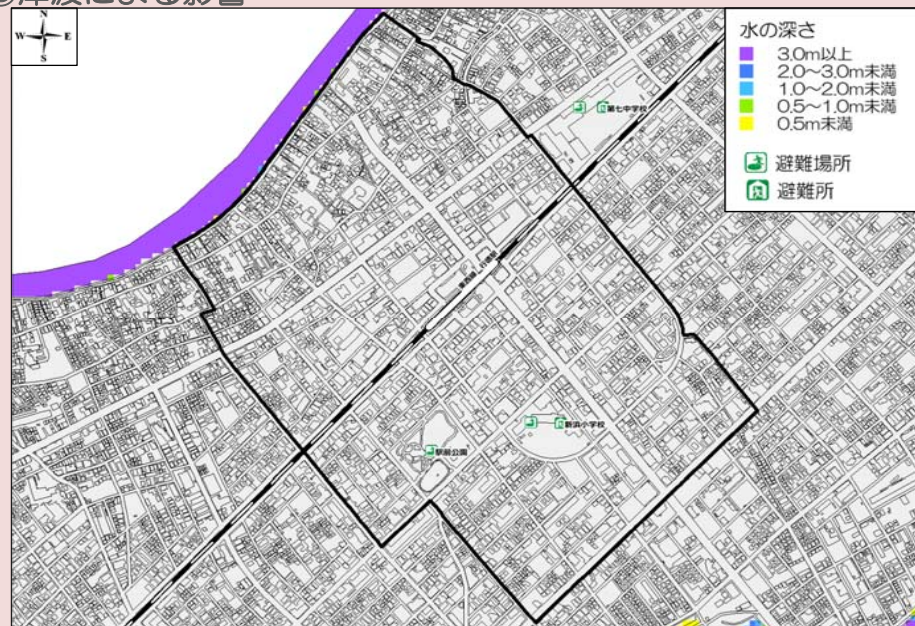 津波による影響
N
W E
S
水の深さ
3.0m以上
2.0～3.0m未満
1.0～2.0m未満
0.5～1.0m未満
0.5m未満
避難場所
避難所
第七中学校
新浜小学校
駅前公園